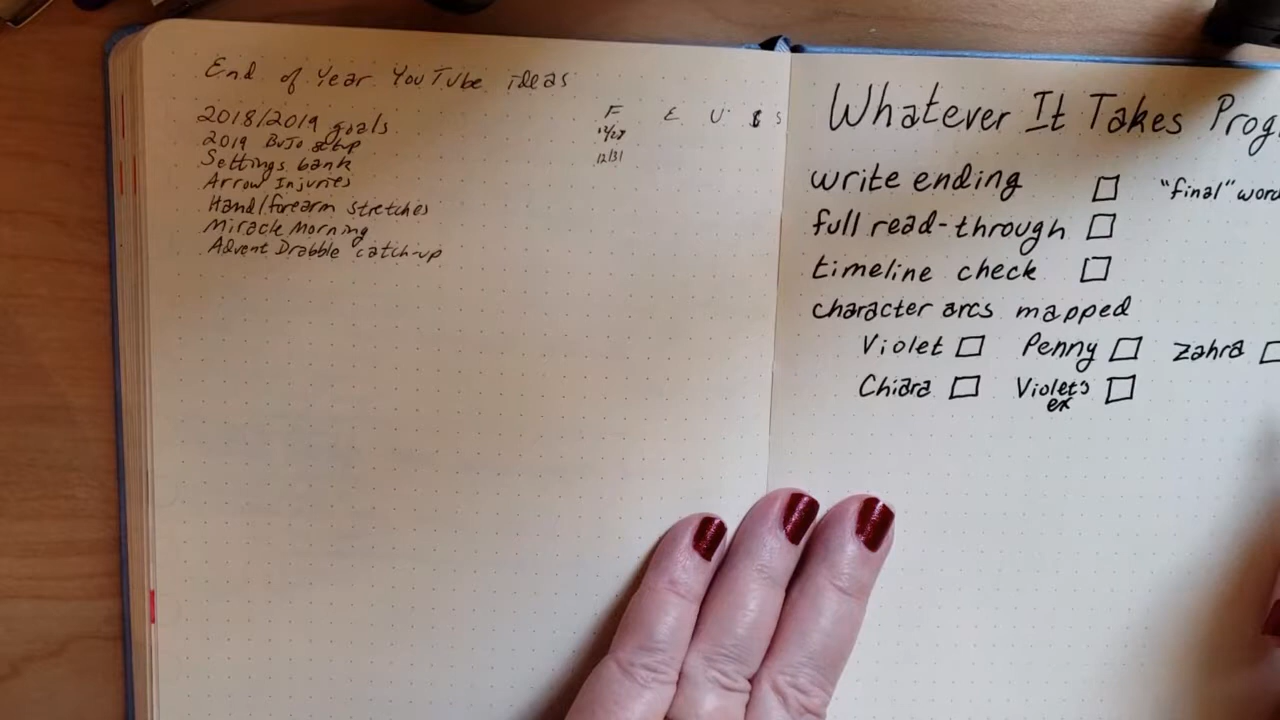 End of Year YouTube ideas
F E U S
2018/2019 goals 12/27
2019 BuJo setup 12/31
Settings bank
Arrow Injuries
Hand/forearm stretches
Miracle Morning
Advent Drabble catch-up
Whatever It Takes Prog
write ending "final" word
full read-through
timeline check
character arcs mapped
Violet Penny Zahra
Chiara Violet's
ex